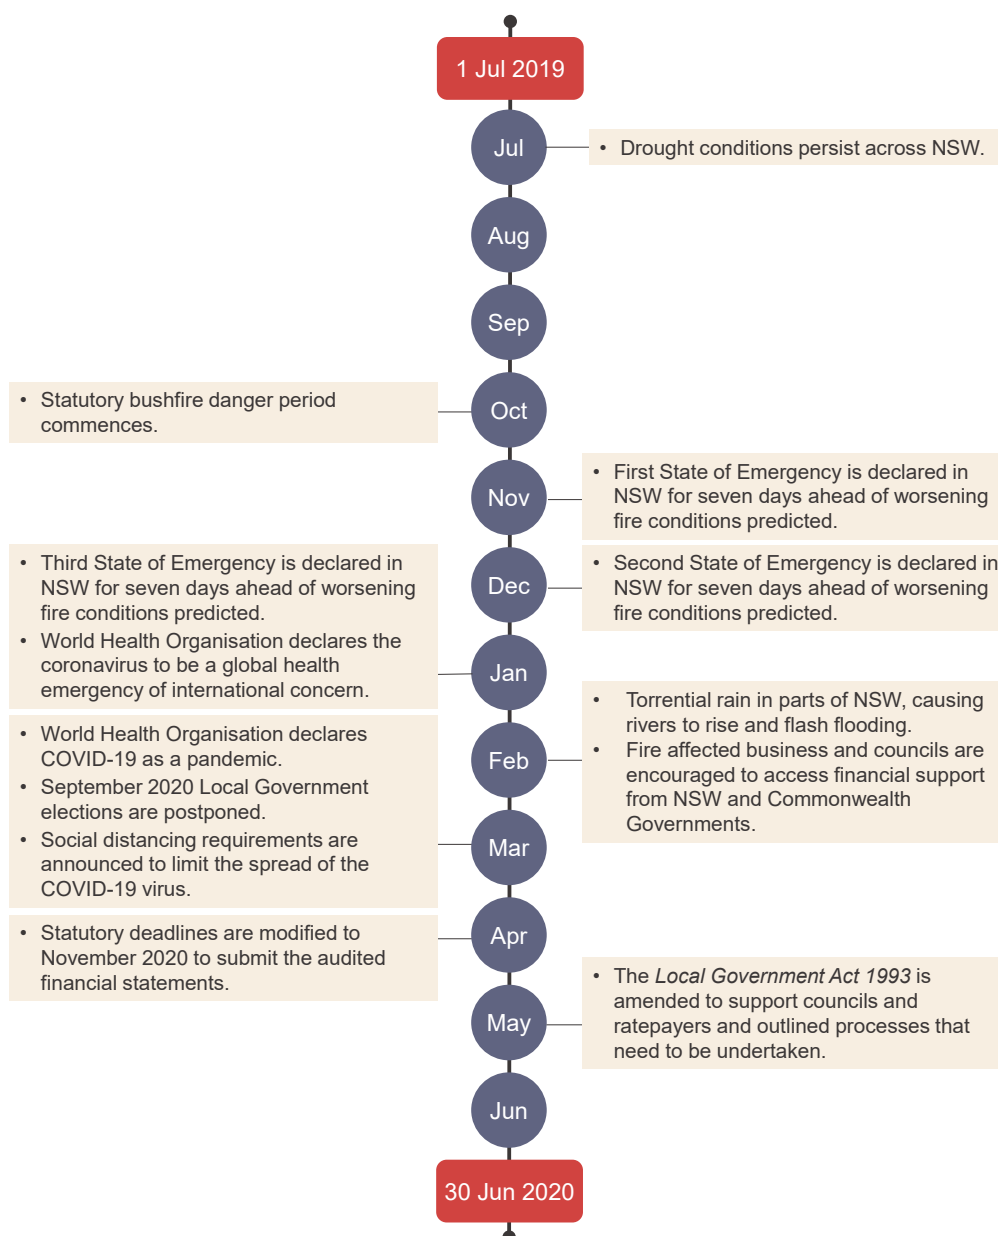 1 Jul 2019
Jul
• Drought conditions persist across NSW.
Aug
Sep
• Statutory bushfire danger period
commences.
Oct
Nov
• First State of Emergency is declared in
NSW for seven days ahead of worsening
fire conditions predicted.
Dec
• Second State of Emergency is declared in
NSW for seven days ahead of worsening
fire conditions predicted.
• Third State of Emergency is declared in
NSW for seven days ahead of worsening
fire conditions predicted.
• World Health Organisation declares the
coronavirus to be a global health
emergency of international concern.
Jan
Feb
• Torrential rain in parts of NSW, causing
rivers to rise and flash flooding.
• Fire affected business and councils are
encouraged to access financial support
from NSW and Commonwealth
Governments.
• World Health Organisation declares
COVID-19 as a pandemic.
• September 2020 Local Government
elections are postponed.
• Social distancing requirements are
announced to limit the spread of the
COVID-19 virus.
Mar
• Statutory deadlines are modified to
November 2020 to submit the audited
financial statements.
Apr
May
• The Local Government Act 1993 is
amended to support councils and
ratepayers and outlined processes that
need to be undertaken.
Jun
30 Jun 2020